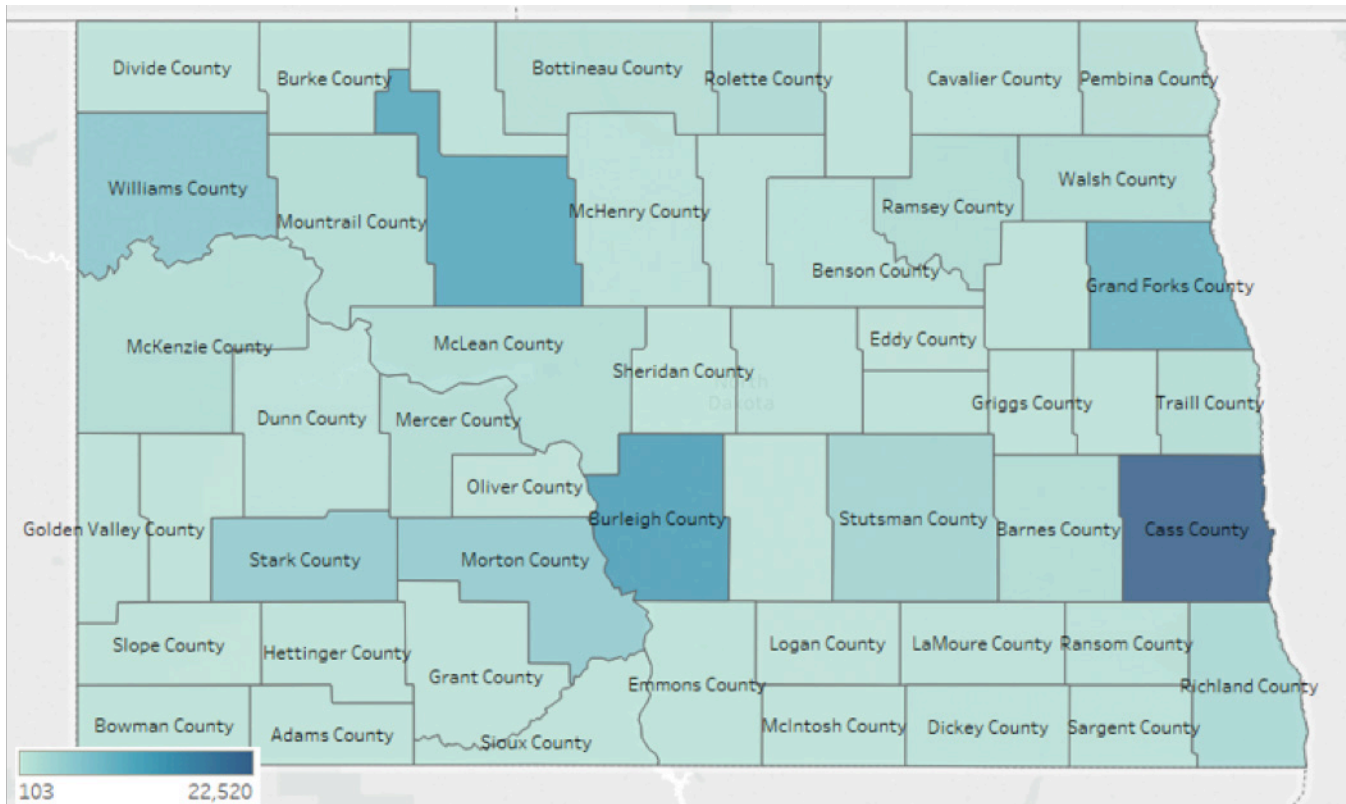 Divide County
Burke County
Bottineau County
Rolette County
Cavalier County
Pembina County
Williams County
Mountrail County
McHenry County
Ramsey County
Walsh County
Benson County
Grand Forks County
McKenzie County
McLean County
Sheridan County
Eddy County
North
Dakota
Dunn County
Mercer County
Griggs County
Traill County
Oliver County
Golden Valley County
Stark County
Morton County
Burleigh County
Stutsman County
Barnes County
Cass County
Slope County
Hettinger County
Grant County
Emmons County
Logan County
LaMoure County
Ransom County
Richland County
Bowman County
Adams County
Sioux County
McIntosh County
Dickey County
Sargent County
103
22,520